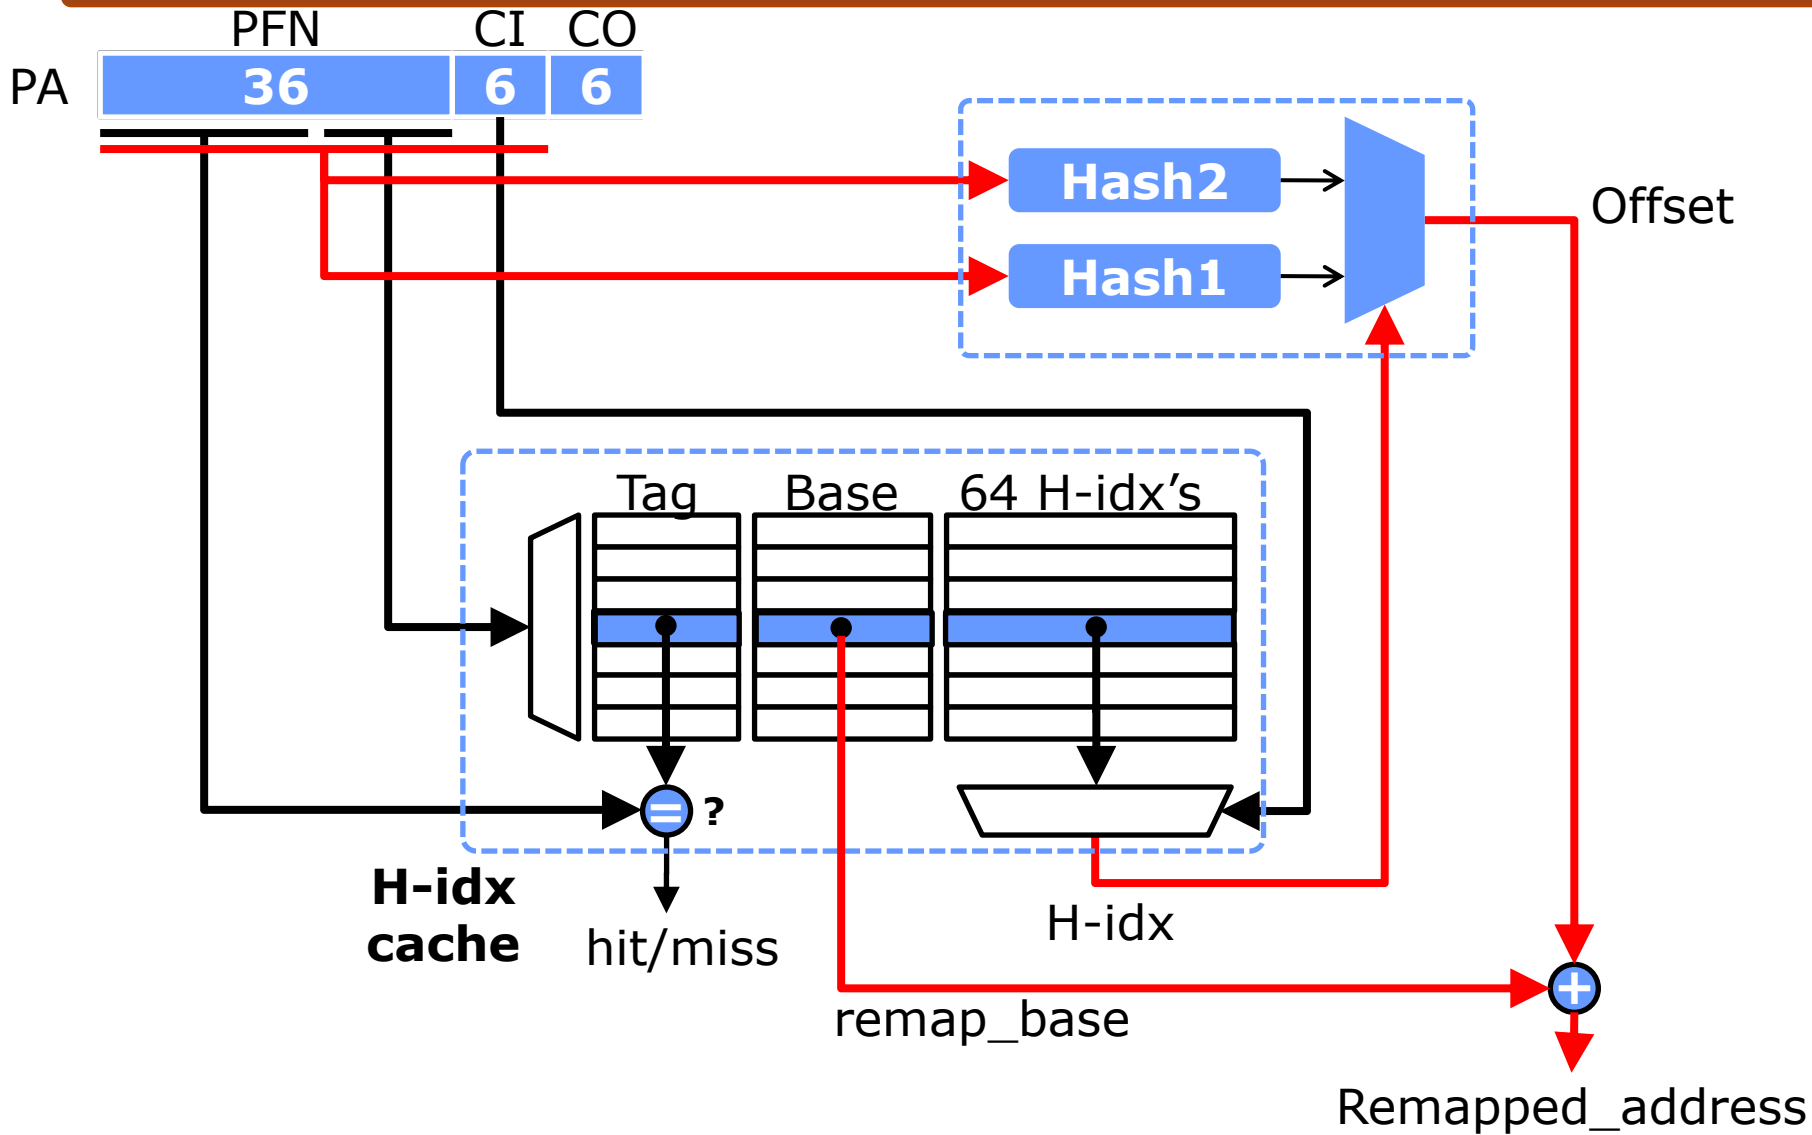 PFN CI CO
PA 36 6 6
Hash2
Offset
Hash1
Tag Base 64 H-idx’s
= ?
H-idx
cache
hit/miss
H-idx
+
remap_base
Remapped_address